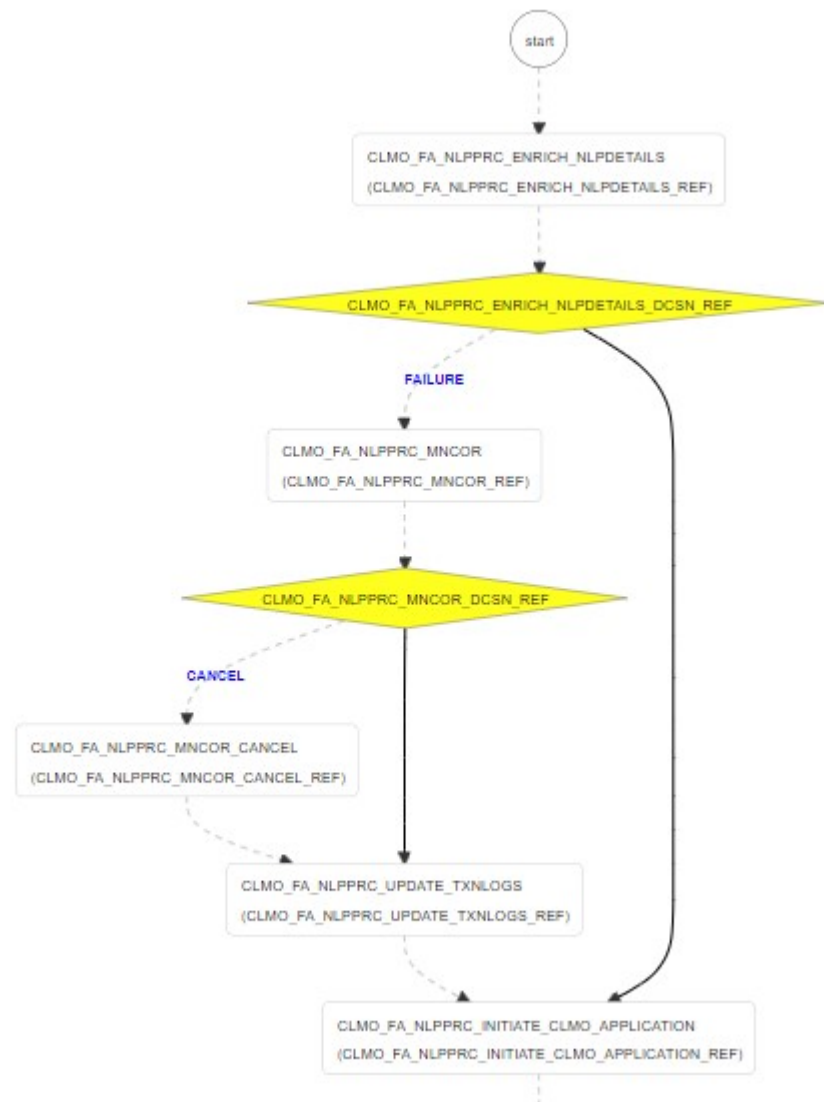 start
CLMO_FA_NLPPRC_ENRICH_NLPDETAILS
(CLMO_FA_NLPPRC_ENRICH_NLPDETAILS_REF)
CLMO_FA_NLPPRC_ENRICH_NLPDETAILS_DCSN_REF
FAILURE
CLMO_FA_NLPPRC_MNCOR
(CLMO_FA_NLPPRC_MNCOR_REF)
CLMO_FA_NLPPRC_MNCOR_DCSN_REF
CANCEL
CLMO_FA_NLPPRC_MNCOR_CANCEL
(CLMO_FA_NLPPRC_MNCOR_CANCEL_REF)
CLMO_FA_NLPPRC_UPDATE_TXNLOGS
(CLMO_FA_NLPPRC_UPDATE_TXNLOGS_REF)
CLMO_FA_NLPPRC_INITIATE_CLMO_APPLICATION
(CLMO_FA_NLPPRC_INITIATE_CLMO_APPLICATION_REF)